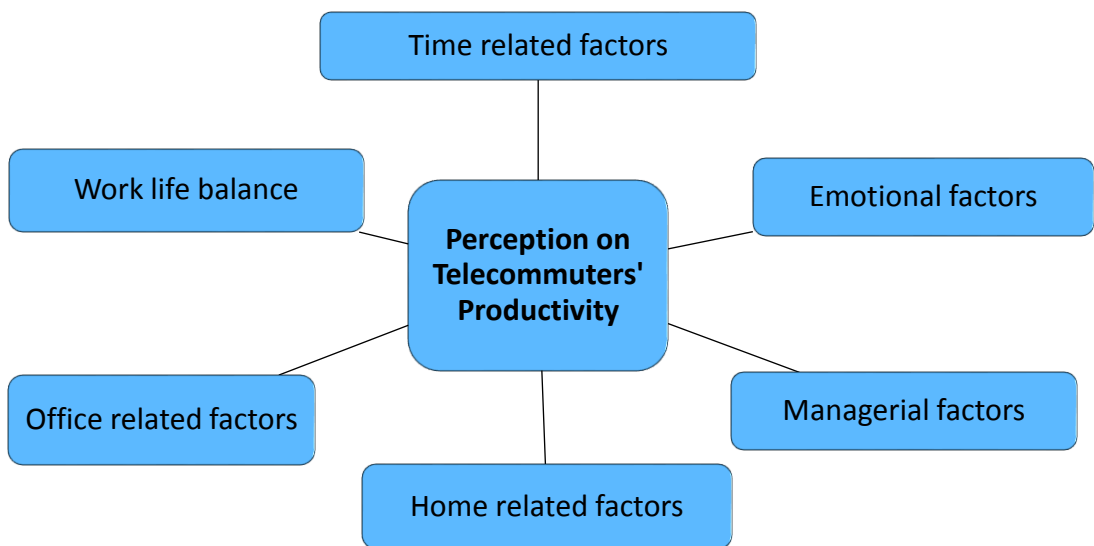 Time related factors
Work life balance
Emotional factors
Perception on
Telecommuters'
Productivity
Office related factors
Managerial factors
Home related factors